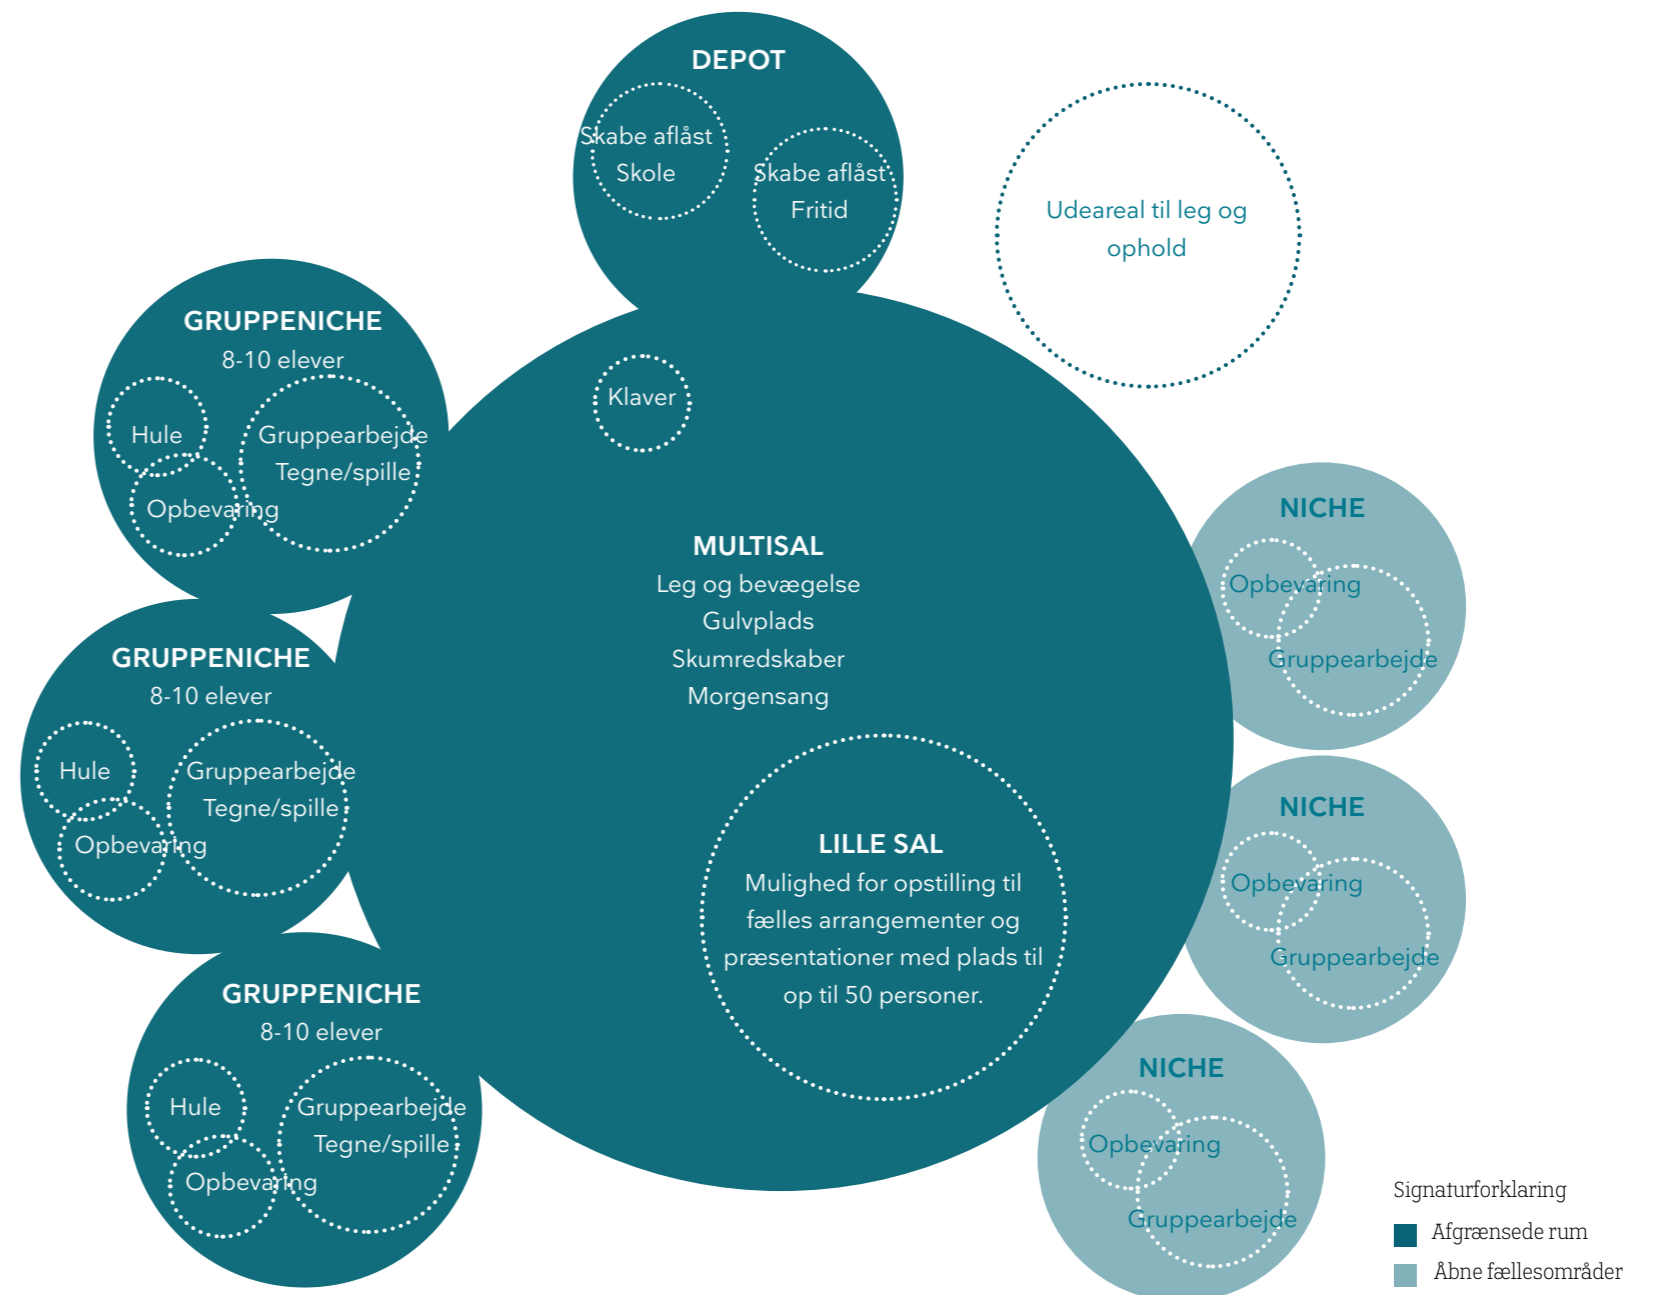 DEPOT
Skabe aflåst
Skole
Skabe aflåst
Fritid
Udeareal til leg og
ophold
GRUPPENICHE
8-10 elever
Hule
Gruppearbejde
Tegne/spille
Opbevaring
Klaver
MULTISAL
Leg og bevægelse
Gulvplads
Skumredskaber
Morgensang
NICHE
Opbevaring
Gruppearbejde
GRUPPENICHE
8-10 elever
Hule
Gruppearbejde
Tegne/spille
Opbevaring
LILLE SAL
Mulighed for opstilling til
fælles arrangementer og
præsentationer med plads til
op til 50 personer.
NICHE
Opbevaring
Gruppearbejde
GRUPPENICHE
8-10 elever
Hule
Gruppearbejde
Tegne/spille
Opbevaring
NICHE
Opbevaring
Gruppearbejde
Signaturforklaring
Afgrænsede rum
Åbne fællesområder